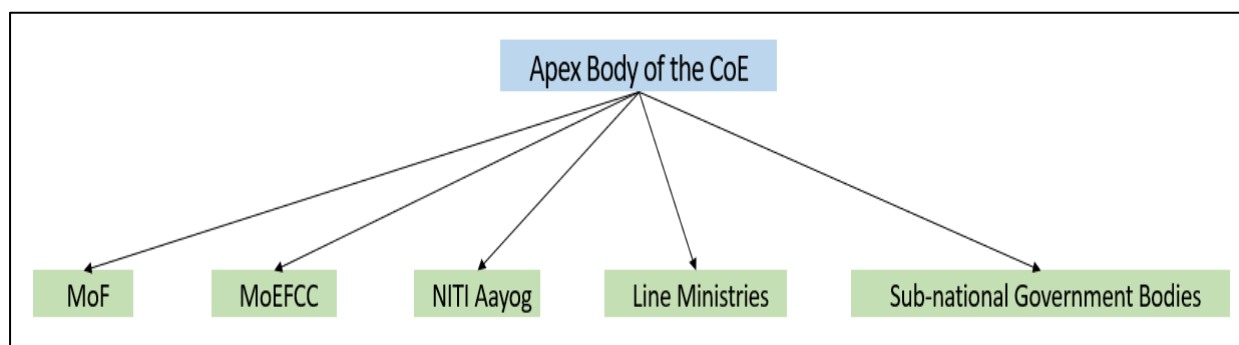 Apex Body of the CoE
MoF
MoEFCC
NITI Aayog
Line Ministries
Sub-national Government Bodies